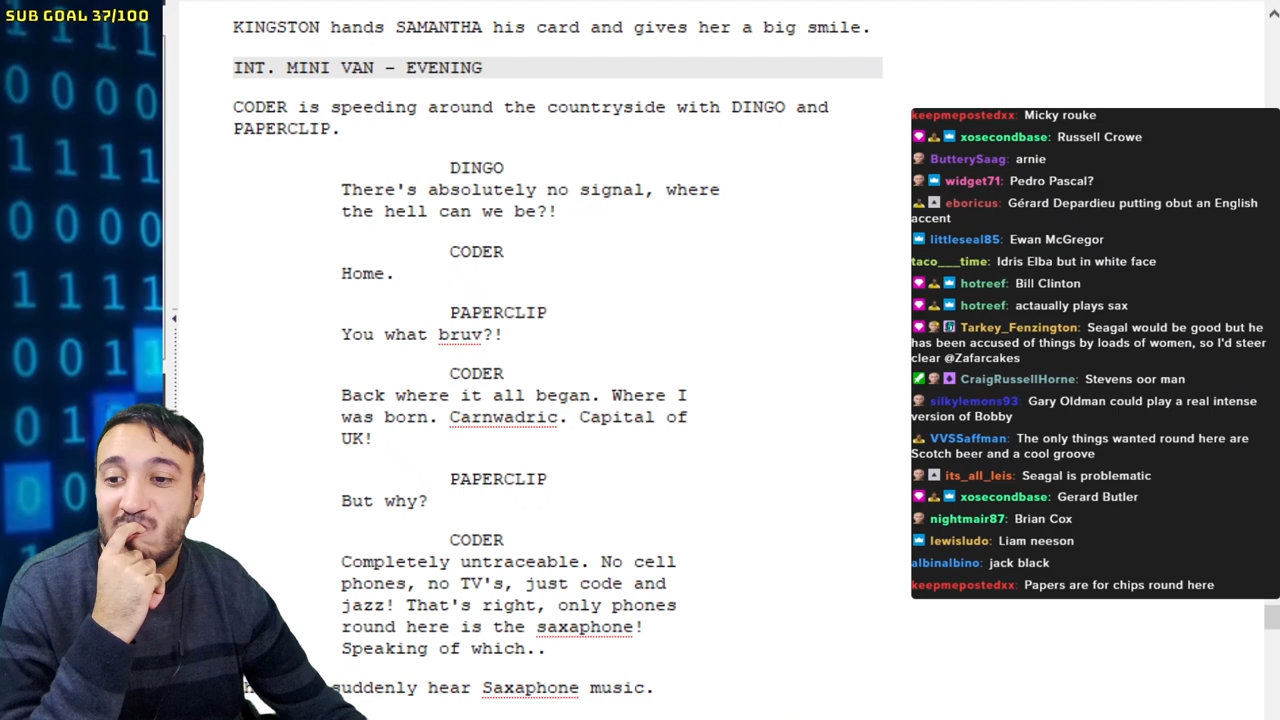 SUB GOAL 37/100
KINGSTON hands SAMANTHA his card and gives her a big smile.
INT. MINI VAN - EVENING
CODER is speeding around the countryside with DINGO and
PAPERCLIP.
DINGO
There's absolutely no signal, where
the hell can we be?!
CODER
Home.
PAPERCLIP
You what bruv?!
CODER
Back where it all began. Where I
was born. Carnwadric. Capital of
UK!
PAPERCLIP
But why?
CODER
Completely untraceable. No cell
phones, no TV's, just code and
jazz! That's right, only phones
round here is the saxaphone!
Speaking of which..
suddenly hear Saxaphone music.
keepmepostedxx: Micky rouke
xosecondbase: Russell Crowe
ButterySaag: arnie
widget71: Pedro Pascal?
eboricus: Gérard Depardieu putting obut an English
accent
littleseal85: Ewan McGregor
taco___time: Idris Elba but in white face
hotreef: Bill Clinton
hotreef: actaually plays sax
Tarkey_Fenzington: Seagal would be good but he
has been accused of things by loads of women, so I'd steer
clear @Zafarcakes
CraigRussellHorne: Stevens oor man
silkylemons93: Gary Oldman could play a real intense
version of Bobby
VVSSaffman: The only things wanted round here are
Scotch beer and a cool groove
its_all_leis: Seagal is problematic
xosecondbase: Gerard Butler
nightmair87: Brian Cox
lewisludo: Liam neeson
albinalbino: jack black
keepmepostedxx: Papers are for chips round here